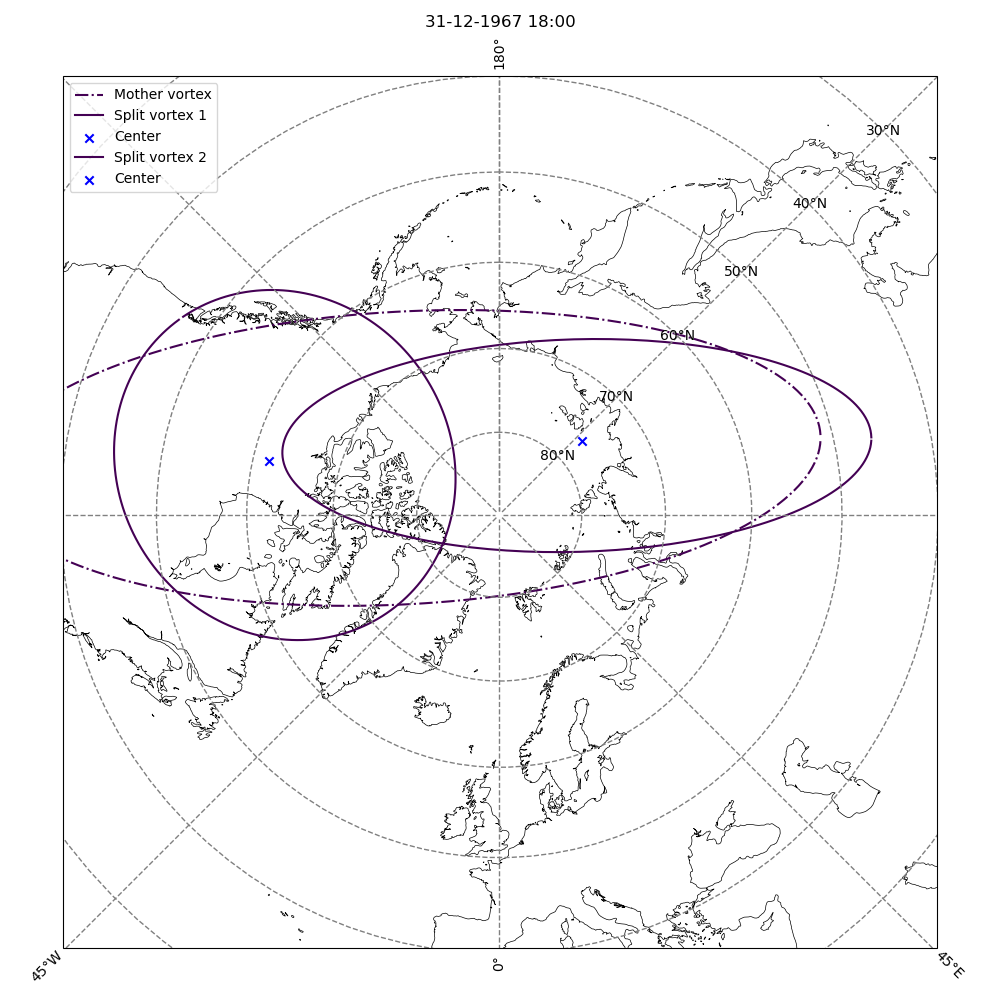 31-12-1967 18:00
180°
Mother vortex
Split vortex 1
Center
Split vortex 2
Center
30°N
40°N
50°N
60°N
70°N
80°N
45°W
0°
45°E